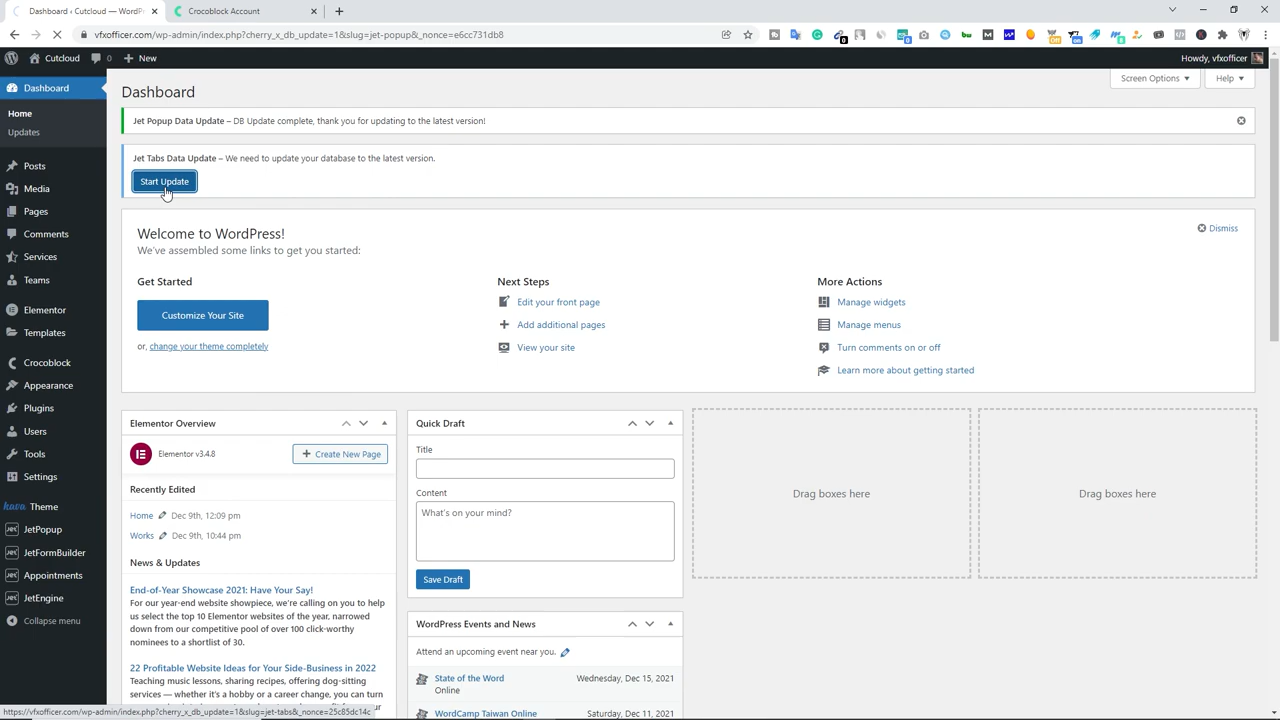 Dashboard ‹ Cutcloud — WordPr
Crocoblock Account
vfxofficer.com/wp-admin/index.php?cherry_x_db_update=1&slug=jet-popup&_nonce=e6cc731db8
Cutcloud
0
New
Howdy, vfxofficer
Dashboard
Home
Updates
Posts
Media
Pages
Comments
Services
Teams
Elementor
Templates
Crocoblock
Appearance
Plugins
Users
Tools
Settings
kava Theme
JetPopup
JetFormBuilder
Appointments
JetEngine
Collapse menu
Screen Options
Help
Dashboard
Jet Popup Data Update – DB Update complete, thank you for updating to the latest version!
Jet Tabs Data Update – We need to update your database to the latest version.
Start Update
Welcome to WordPress!
We've assembled some links to get you started:
Dismiss
Get Started
Customize Your Site
or, change your theme completely
Next Steps
Edit your front page
Add additional pages
View your site
More Actions
Manage widgets
Manage menus
Turn comments on or off
Learn more about getting started
Elementor Overview
Elementor v3.4.8
Create New Page
Recently Edited
Home Dec 9th, 12:09 pm
Works Dec 9th, 10:44 pm
News & Updates
End-of-Year Showcase 2021: Have Your Say!
For our year-end website showpiece, we're calling on you to help
us select the top 10 Elementor websites of the year, narrowed
down from our competitive pool of over 100 click-worthy
nominees to a shortlist of 30.
22 Profitable Website Ideas for Your Side-Business in 2022
Teaching music lessons, sharing recipes, offering dog-sitting
services — whether it's a hobby or a career change, you can turn
Quick Draft
Title
Content
What's on your mind?
Save Draft
WordPress Events and News
Attend an upcoming event near you.
State of the Word Wednesday, Dec 15, 2021
Online
WordCamp Taiwan Online Saturday, Dec 11, 2021
Drag boxes here
Drag boxes here
https://vfxofficer.com/wp-admin/index.php?cherry_x_db_update=1&slug=jet-tabs&_nonce=25c85dc14c